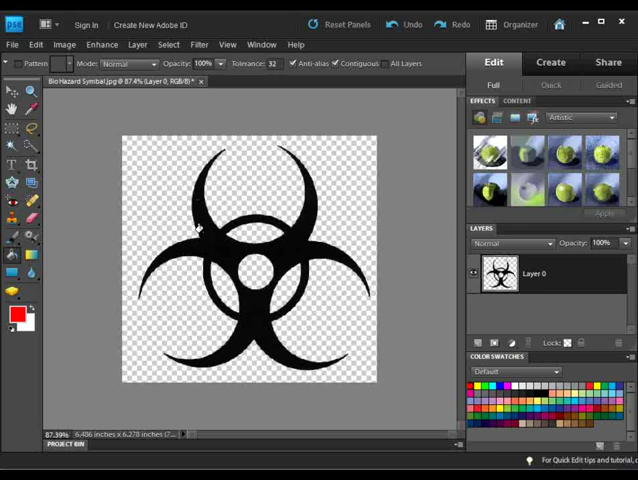 pse Sign In Create New Adobe ID Reset Panels Undo Redo Organizer
File Edit Image Enhance Layer Select Filter View Window Help
Pattern Mode: Normal Opacity: 100% Tolerance: 32 Anti-alias Contiguous All Layers
Edit Create Share
BioHazard Symbal.jpg @ 87.4% (Layer 0, RGB/8) * ×
Full Quick Guided
EFFECTS CONTENT
Artistic
T
Apply
LAYERS
Normal Opacity: 100%
Layer 0
Lock:
COLOR SWATCHES
Default
87.39% 6.486 inches x 6.278 inches (7...
PROJECT BIN
For Quick Edit tips and tutorial,